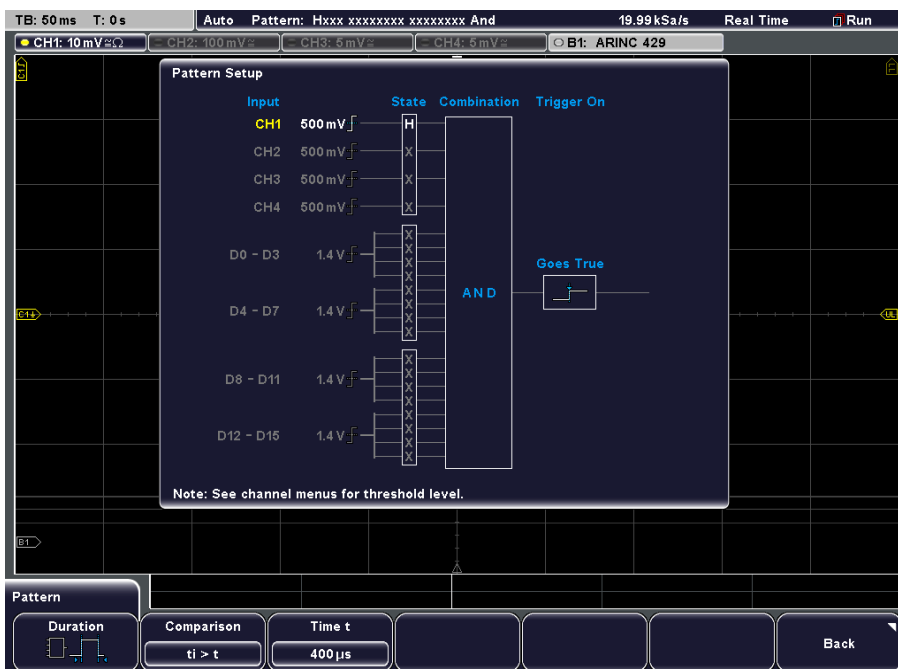 TB: 50 ms T: 0 s Auto Pattern: Hxxx xxxxxxxx xxxxxxxx And 19.99 kSa/s Real Time Run
CH1: 10 mV≅Ω CH2: 100 mV≅ CH3: 5 mV≅ CH4: 5 mV≅ B1: ARINC 429
C1
Pattern Setup
Input State Combination Trigger On
CH1 500 mV H
CH2 500 mV X
CH3 500 mV X
CH4 500 mV X
X
D0 - D3 1.4 V X
X
X
Goes True
AND
X
D4 - D7 1.4 V X
X
X
C1 UL
X
D8 - D11 1.4 V X
X
X
X
D12 - D15 1.4 V X
X
X
Note: See channel menus for threshold level.
B1
Pattern
Duration Comparison Time t
ti > t 400 µs Back